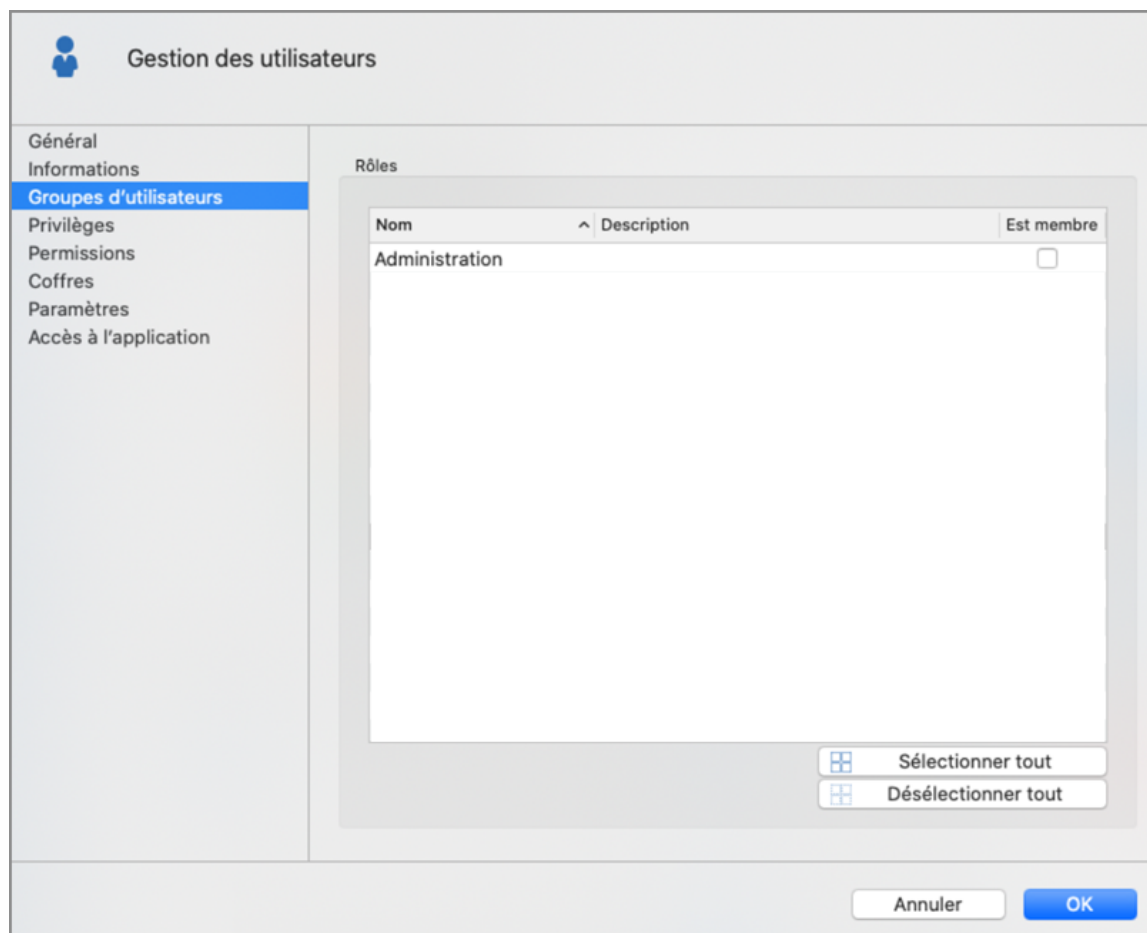 Gestion des utilisateurs
Général
Informations
Groupes d'utilisateurs
Privilèges
Permissions
Coffres
Paramètres
Accès à l'application
Rôles
Nom Description Est membre
Administration
Sélectionner tout
Désélectionner tout
Annuler OK